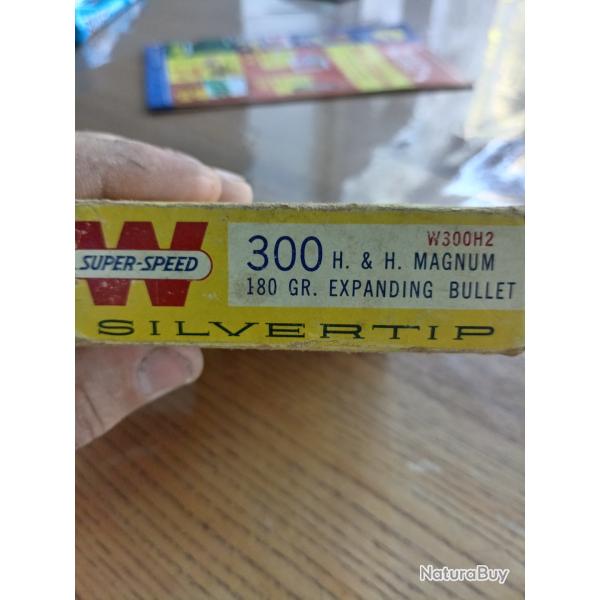 W
SUPER-SPEED
W300H2
300 H. & H. MAGNUM
180 GR. EXPANDING BULLET
SILVERTIP
NaturaBuy